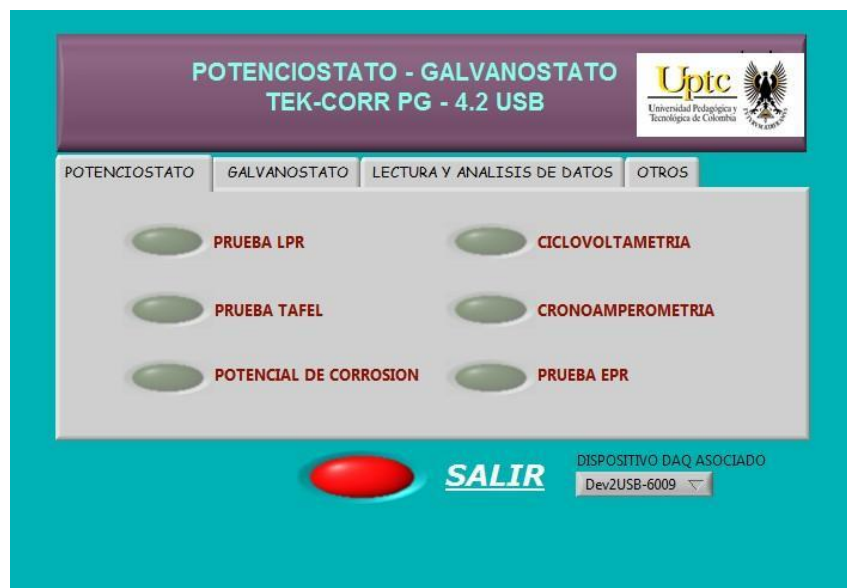 POTENCIOSTATO - GALVANOSTATO
TEK-CORR PG - 4.2 USB
Uptc
Universidad Pedagógica y
Tecnológica de Colombia
POTENCIOSTATO
GALVANOSTATO
LECTURA Y ANALISIS DE DATOS
OTROS
PRUEBA LPR
CICLOVOLTAMETRIA
PRUEBA TAFEL
CRONOAMPEROMETRIA
POTENCIAL DE CORROSION
PRUEBA EPR
SALIR
DISPOSITIVO DAQ ASOCIADO
Dev2USB-6009